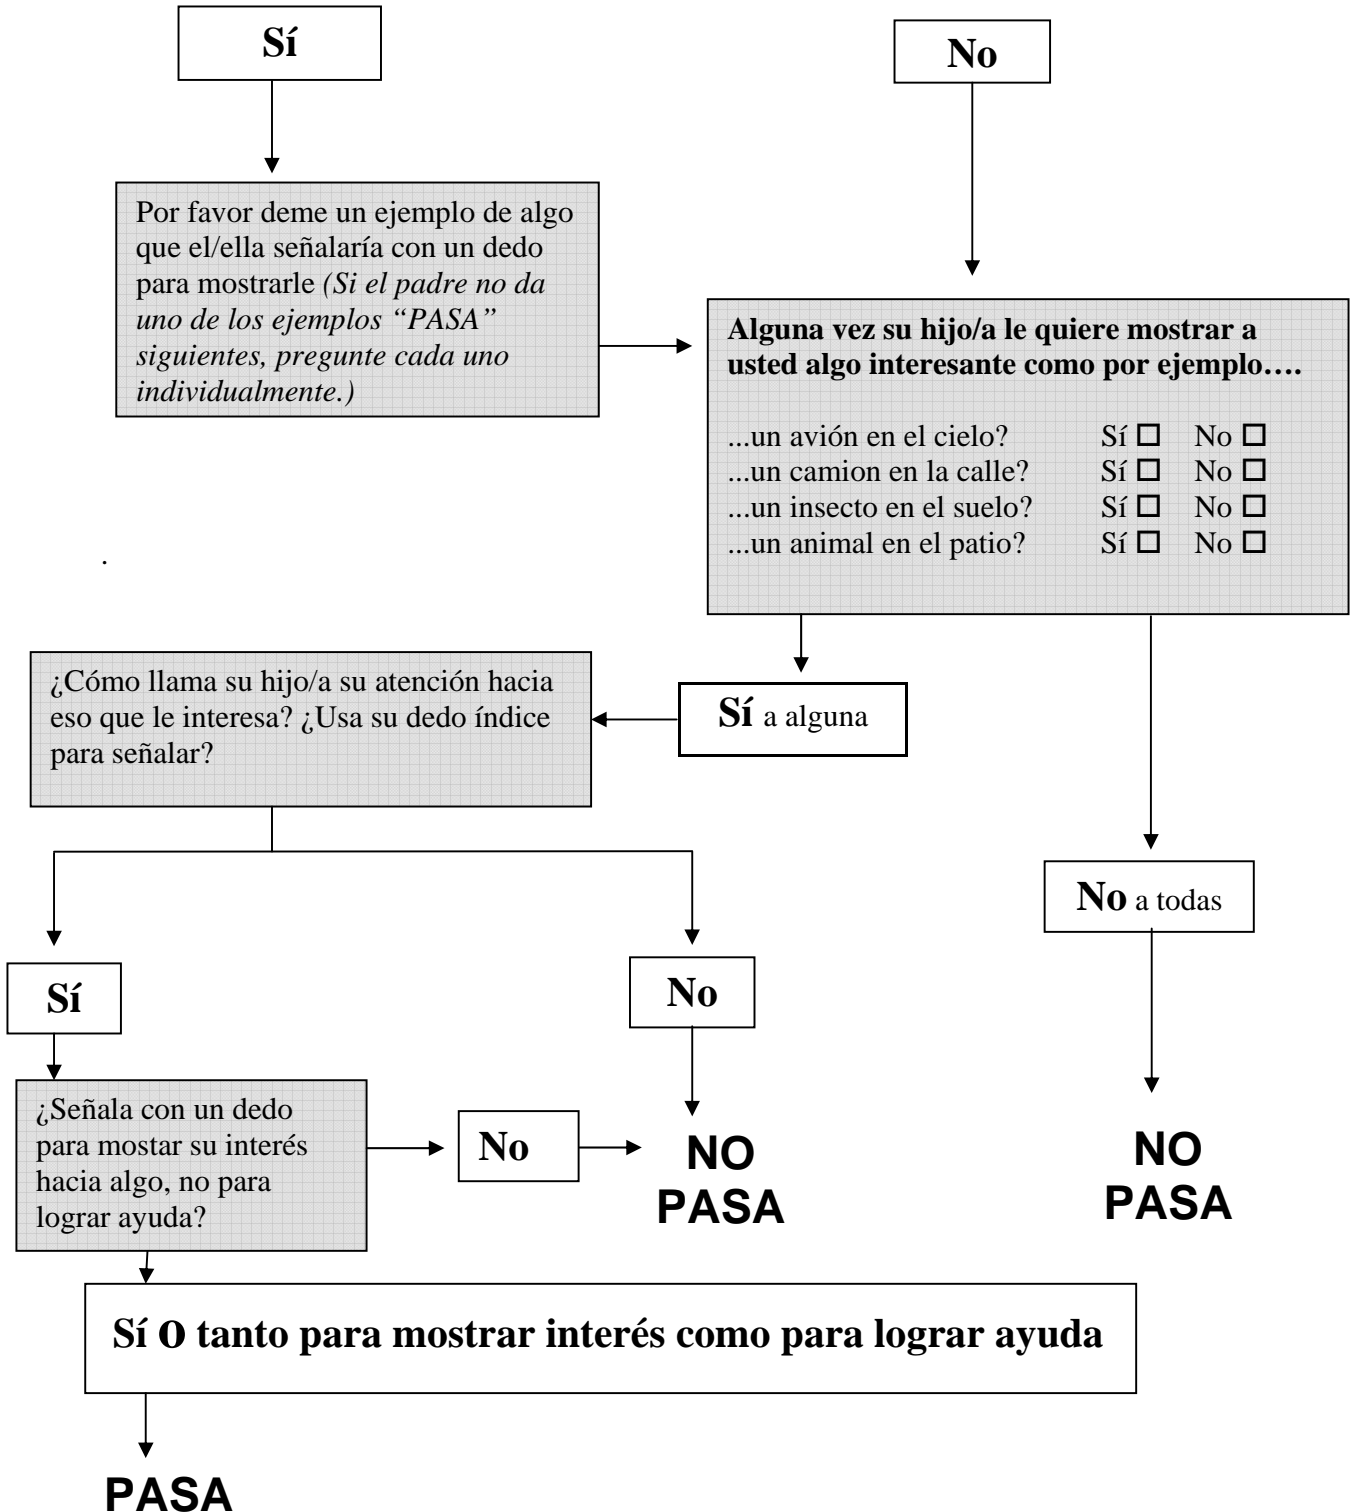 Sí
No
Por favor deme un ejemplo de algo
que el/ella señalaría con un dedo
para mostrarle (Si el padre no da
uno de los ejemplos “PASA”
siguientes, pregunte cada uno
individualmente.)
Alguna vez su hijo/a le quiere mostrar a
usted algo interesante como por ejemplo….
...un avión en el cielo? Sí □ No □
...un camion en la calle? Sí □ No □
...un insecto en el suelo? Sí □ No □
...un animal en el patio? Sí □ No □
.
¿Cómo llama su hijo/a su atención hacia
eso que le interesa? ¿Usa su dedo índice
para señalar?
Sí a alguna
No a todas
Sí
No
¿Señala con un dedo
para mostar su interés
hacia algo, no para
lograr ayuda?
No
NO
PASA
NO
PASA
Sí o tanto para mostrar interés como para lograr ayuda
PASA